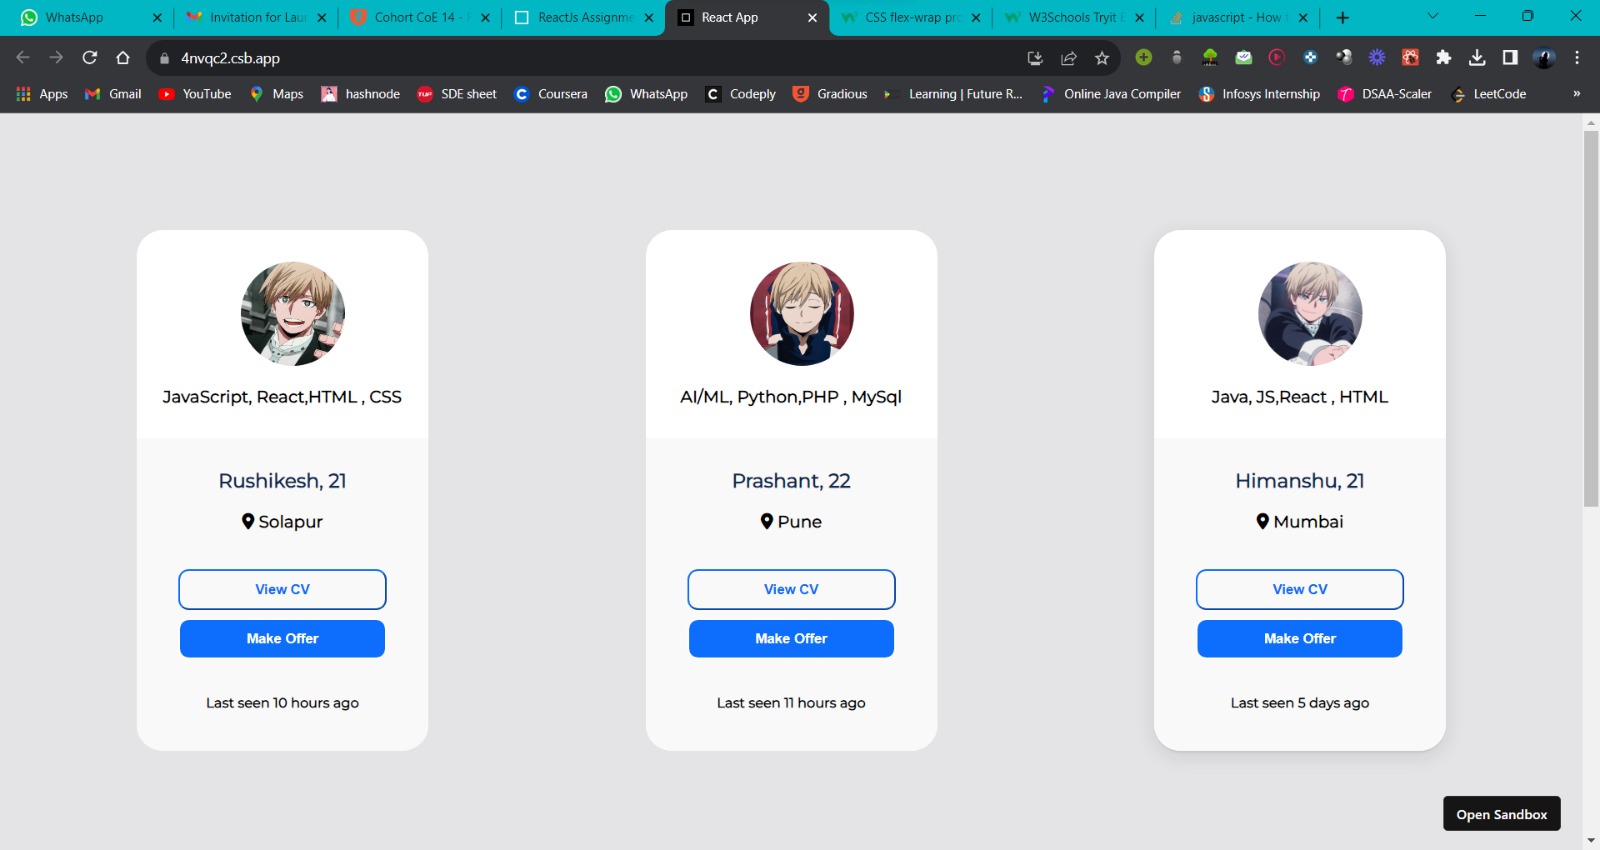 WhatsApp
Invitation for Lau
Cohort CoE 14 -
ReactJs Assignme
React App
CSS flex-wrap pro
W3Schools Tryit
javascript - How
4nvqc2.csb.app
Apps
Gmail
YouTube
Maps
hashnode
SDE sheet
Coursera
WhatsApp
Codeply
Gradious
Learning | Future R...
Online Java Compiler
Infosys Internship
DSAA-Scaler
LeetCode
»
JavaScript, React,HTML , CSS
Rushikesh, 21
Solapur
View CV
Make Offer
Last seen 10 hours ago
AI/ML, Python,PHP , MySql
Prashant, 22
Pune
View CV
Make Offer
Last seen 11 hours ago
Java, JS,React , HTML
Himanshu, 21
Mumbai
View CV
Make Offer
Last seen 5 days ago
Open Sandbox